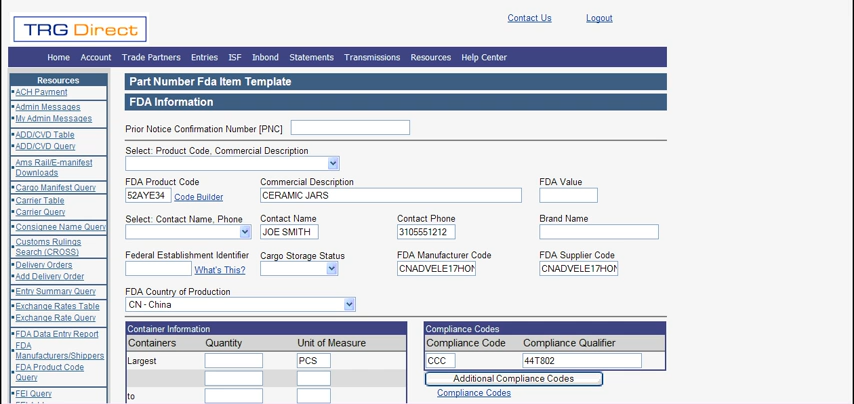 TRG Direct
Contact Us Logout
Home Account Trade Partners Entries ISF Inbond Statements Transmissions Resources Help Center
Resources
ACH Payment
Admin Messages
My Admin Messages
ADD/CVD Table
ADD/CVD Query
Ams Rail/E-manifest
Downloads
Cargo Manifest Query
Carrier Table
Carrier Query
Consignee Name Query
Customs Rulings
Search (CROSS)
Delivery Orders
Add Delivery Order
Entry Summary Query
Exchange Rates Table
Exchange Rate Query
FDA Data Entry Report
FDA
Manufacturers/Shippers
FDA Product Code
Query
FEI Query
Part Number Fda Item Template
FDA Information
Prior Notice Confirmation Number [PNC]
Select: Product Code, Commercial Description
FDA Product Code Commercial Description FDA Value
52AYE34 Code Builder CERAMIC JARS
Select: Contact Name, Phone Contact Name Contact Phone Brand Name
JOE SMITH 3105551212
Federal Establishment Identifier Cargo Storage Status FDA Manufacturer Code FDA Supplier Code
What's This? CNADVELE17HON CNADVELE17HON
FDA Country of Production
CN - China
Container Information
Containers Quantity Unit of Measure
Largest PCS
to
Compliance Codes
Compliance Code Compliance Qualifier
CCC 44T802
Additional Compliance Codes
Compliance Codes